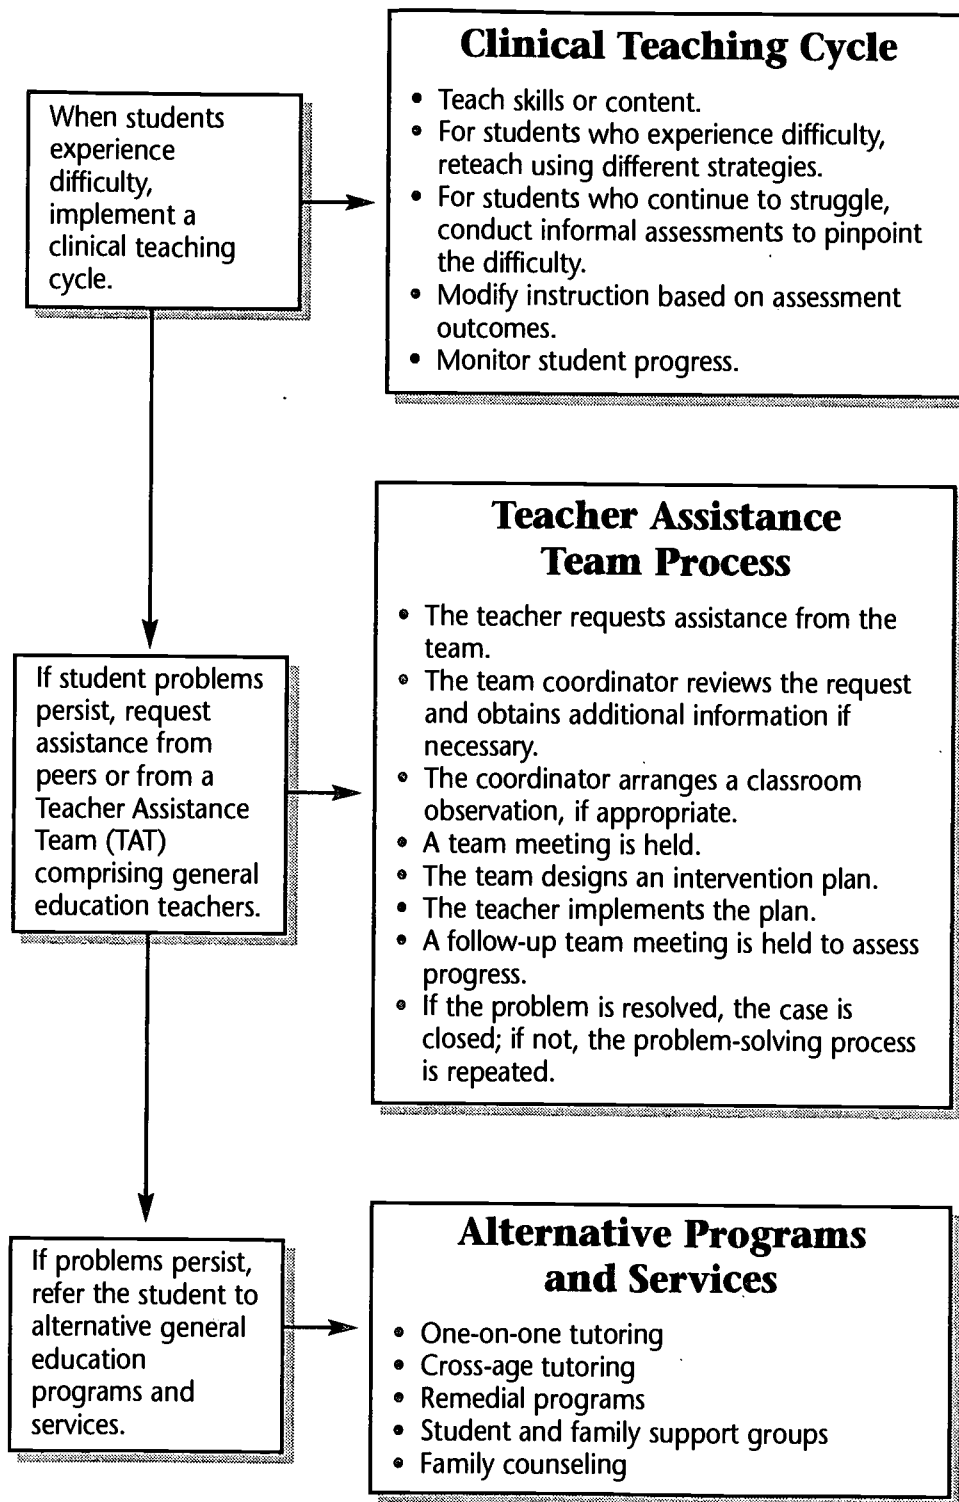 When students
experience
difficulty,
implement a
clinical teaching
cycle.
Clinical Teaching Cycle
• Teach skills or content.
• For students who experience difficulty,
reteach using different strategies.
• For students who continue to struggle,
conduct informal assessments to pinpoint
the difficulty.
• Modify instruction based on assessment
outcomes.
• Monitor student progress.
If student problems
persist, request
assistance from
peers or from a
Teacher Assistance
Team (TAT)
comprising general
education teachers.
Teacher Assistance
Team Process
• The teacher requests assistance from the
team.
• The team coordinator reviews the request
and obtains additional information if
necessary.
• The coordinator arranges a classroom
observation, if appropriate.
• A team meeting is held.
• The team designs an intervention plan.
• The teacher implements the plan.
• A follow-up team meeting is held to assess
progress.
• If the problem is resolved, the case is
closed; if not, the problem-solving process
is repeated.
If problems persist,
refer the student to
alternative general
education
programs and
services.
Alternative Programs
and Services
• One-on-one tutoring
• Cross-age tutoring
• Remedial programs
• Student and family support groups
• Family counseling